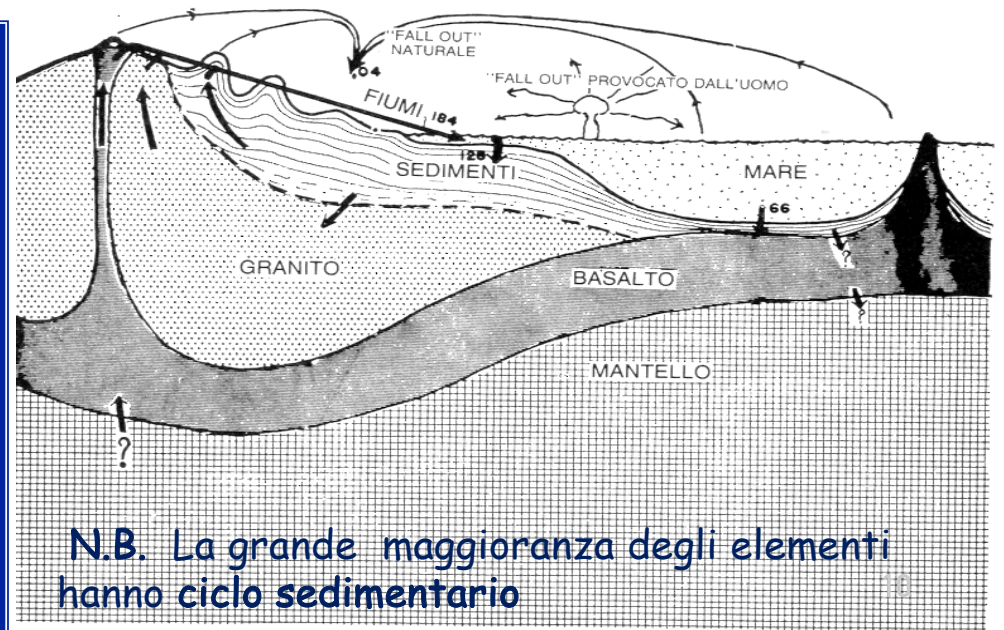 "FALL OUT"
NATURALE
.04
"FALL OUT" PROVOCATO DALL'UOMO
FIUMI, 184
128
SEDIMENTI
MARE
66
?
GRANITO
BASALTO
?
MANTELLO
?
N.B. La grande maggioranza degli elementi
hanno ciclo sedimentario